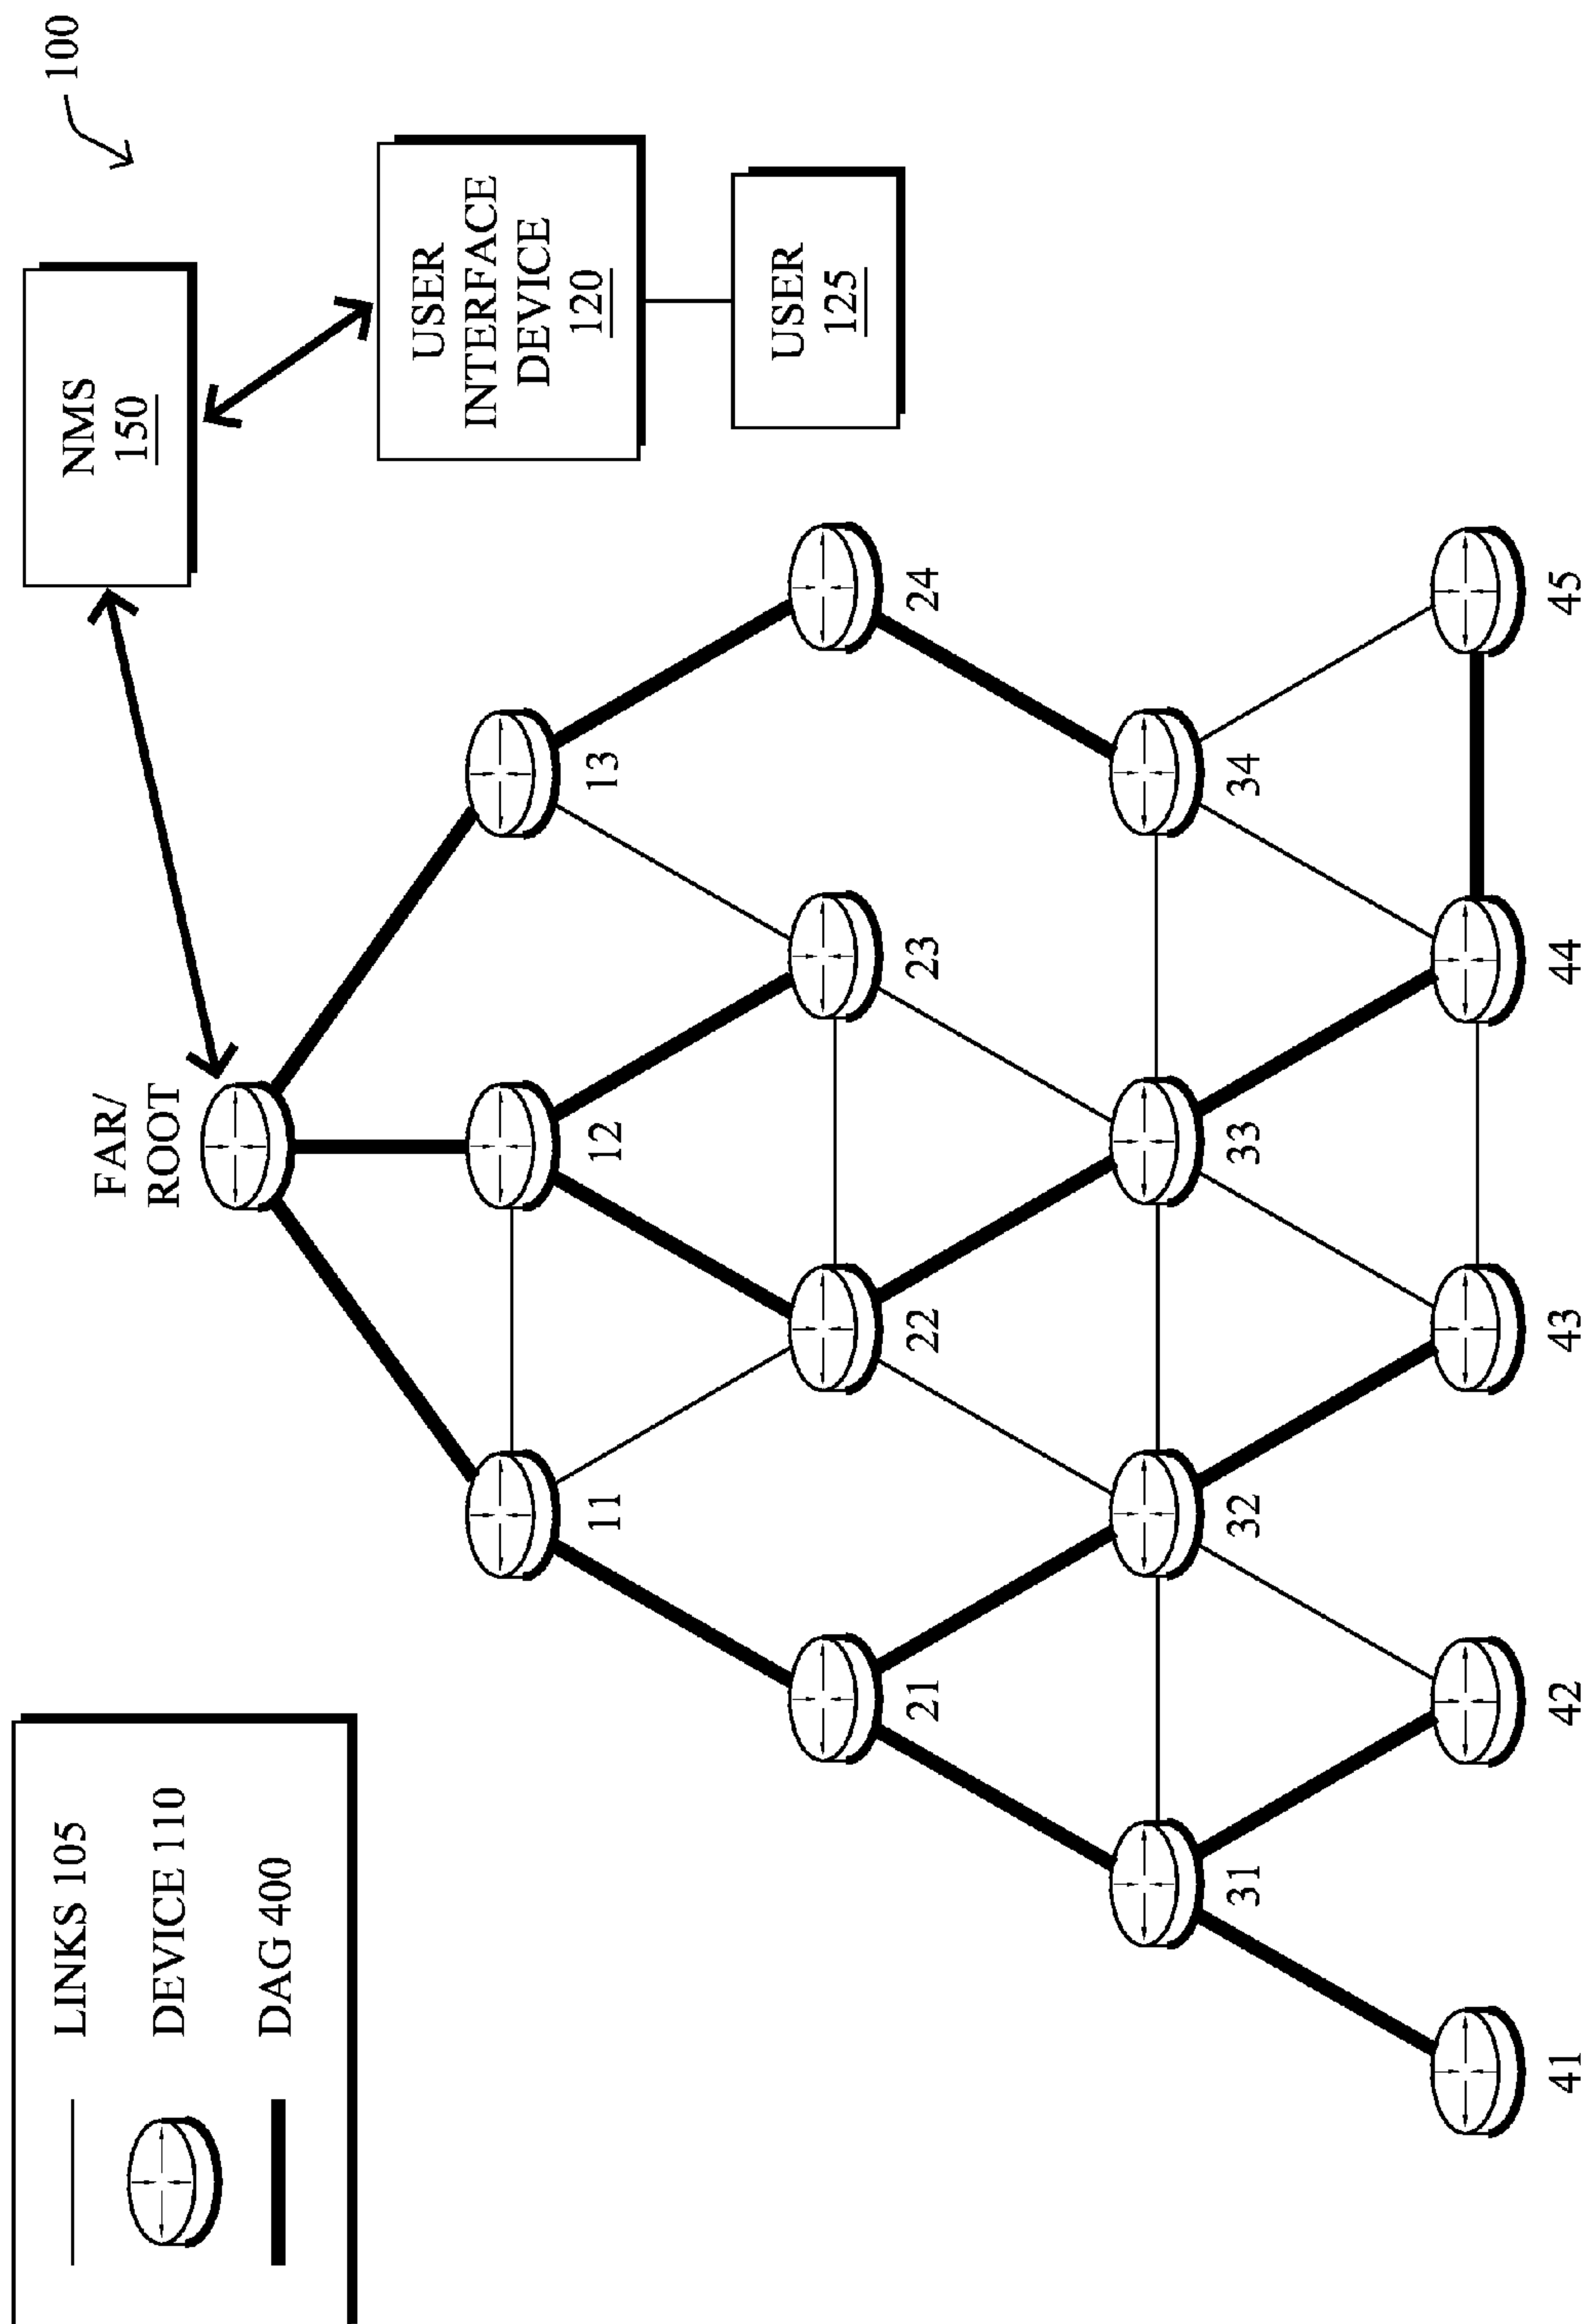 LINKS 105
DEVICE 110
DAG 400
100
NMS
150
USER
INTERFACE
DEVICE
120
USER
125
FAR/
ROOT
11
12
13
21
22
23
24
31
32
33
34
41
42
43
44
45